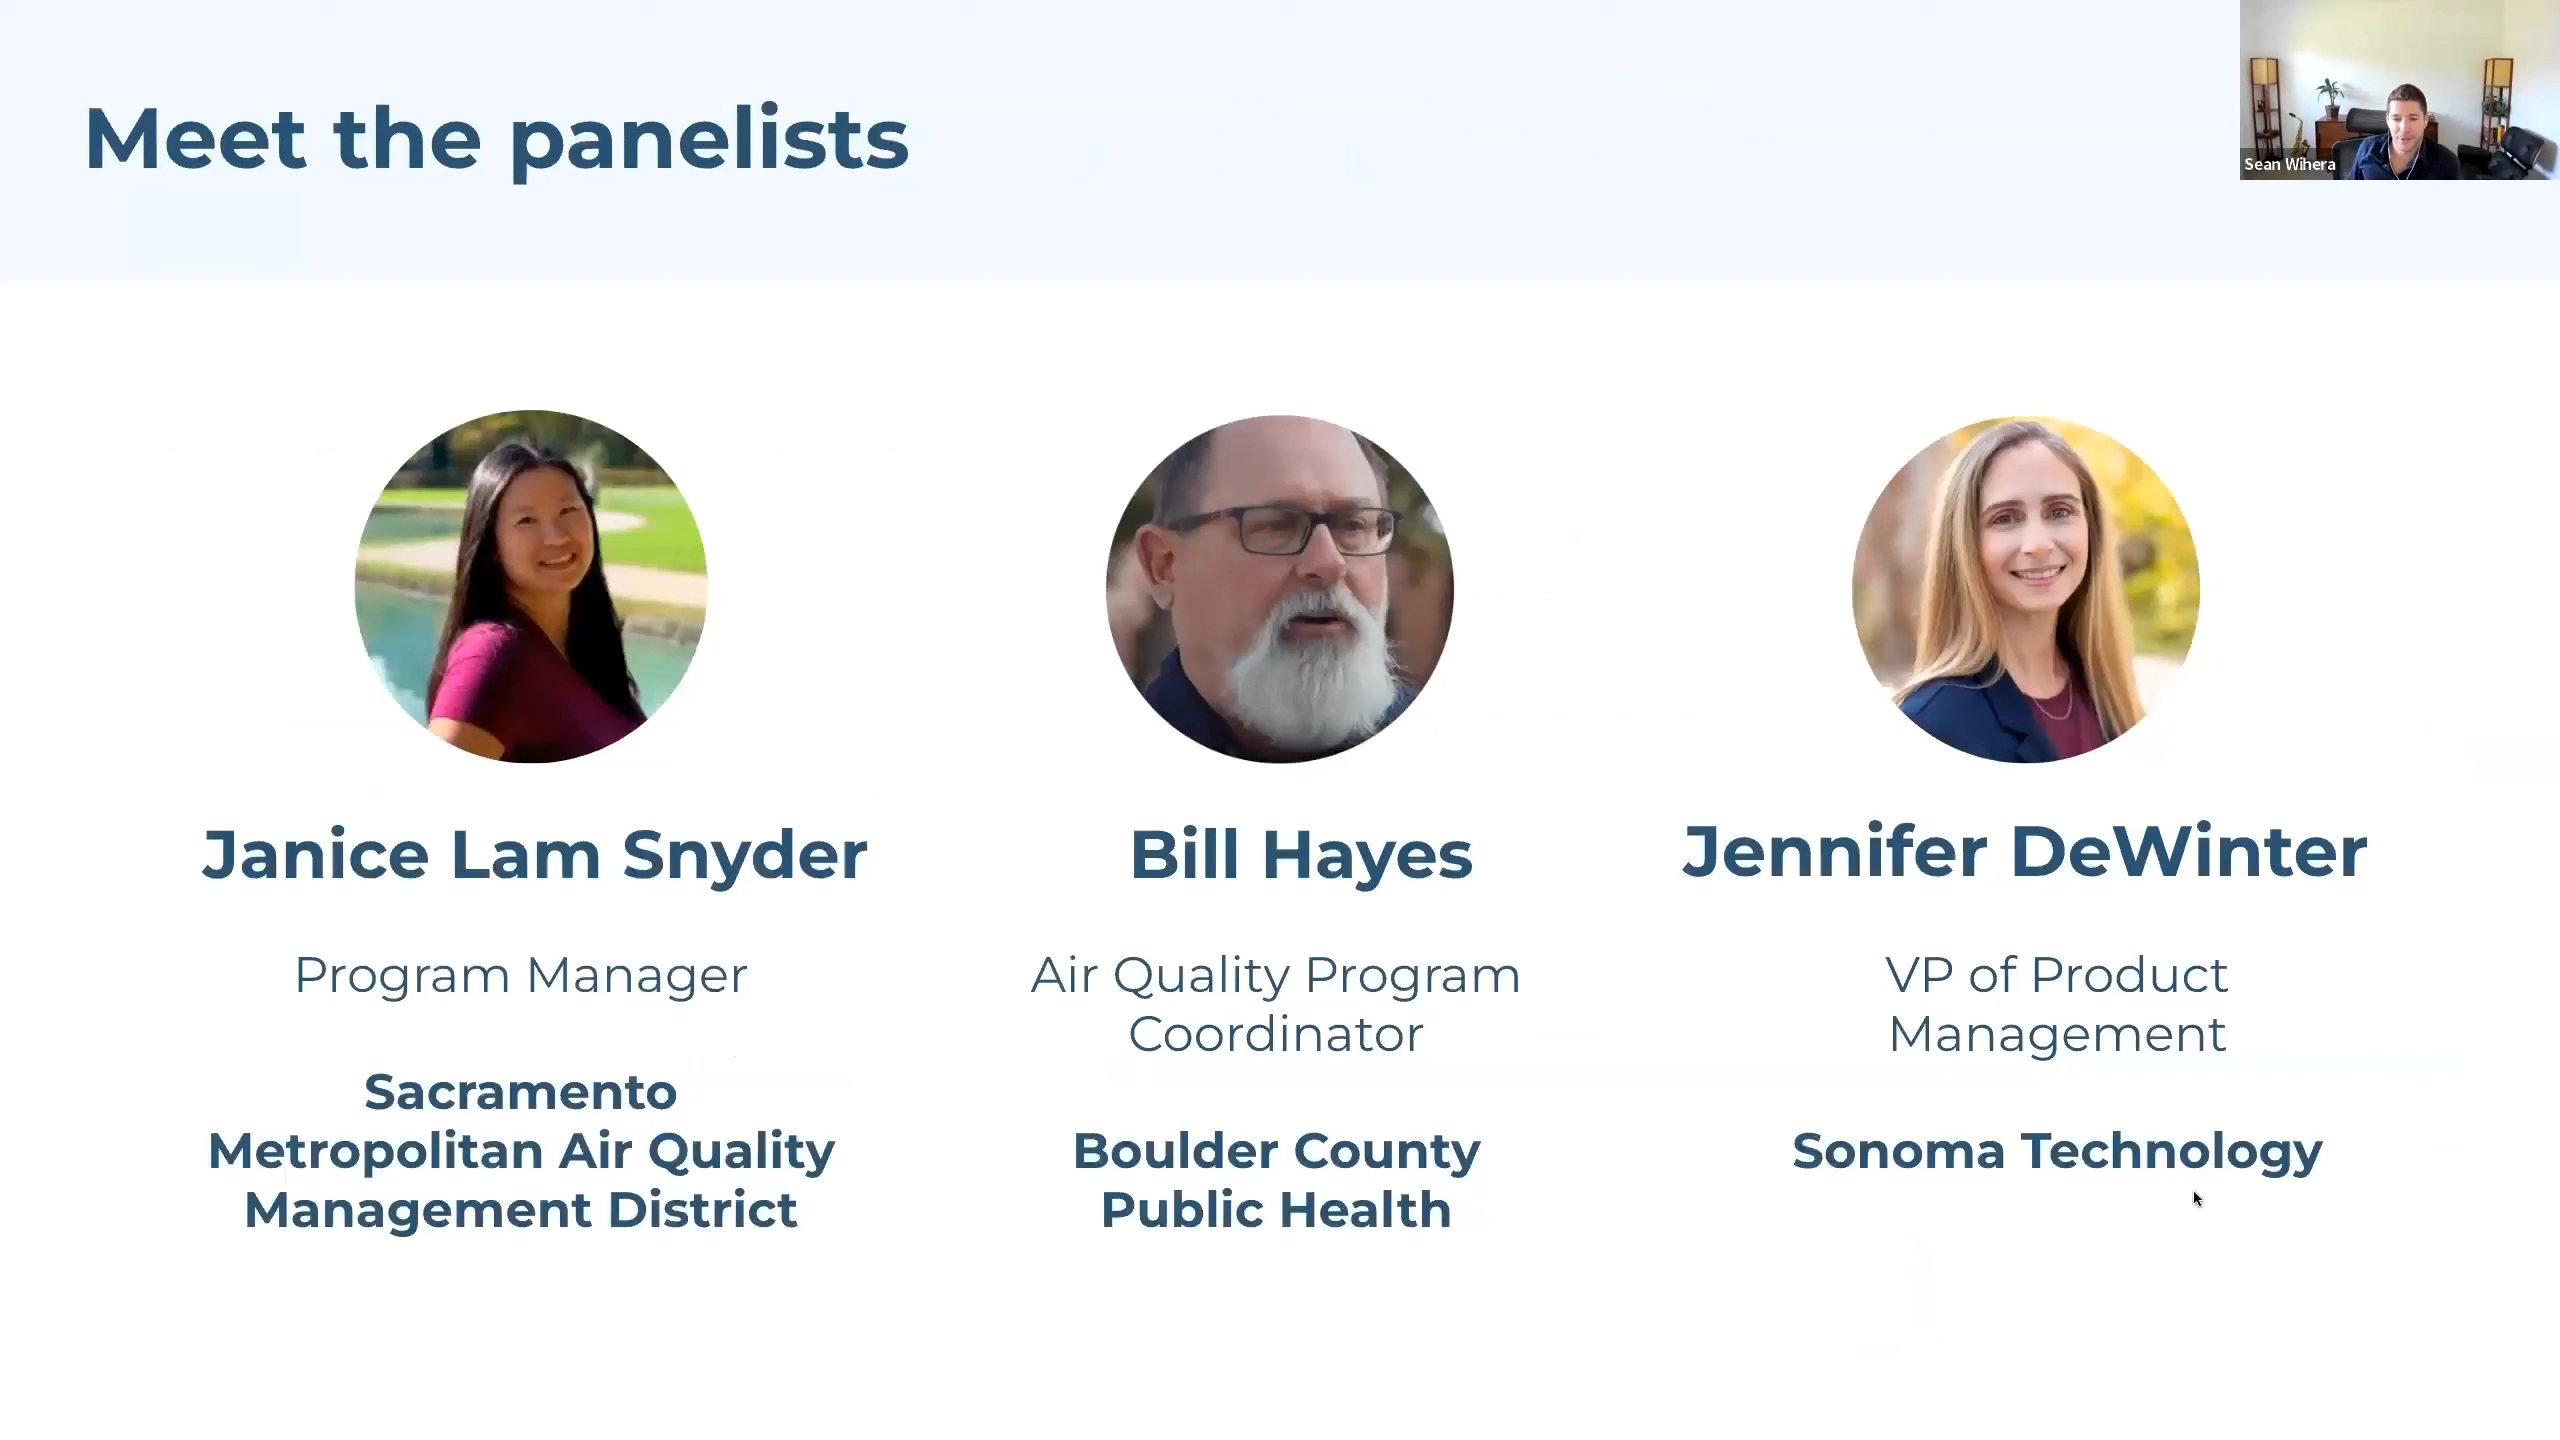 Meet the panelists
Sean Wihera
Janice Lam Snyder
Program Manager
Sacramento
Metropolitan Air Quality
Management District
Bill Hayes
Air Quality Program
Coordinator
Boulder County
Public Health
Jennifer DeWinter
VP of Product
Management
Sonoma Technology